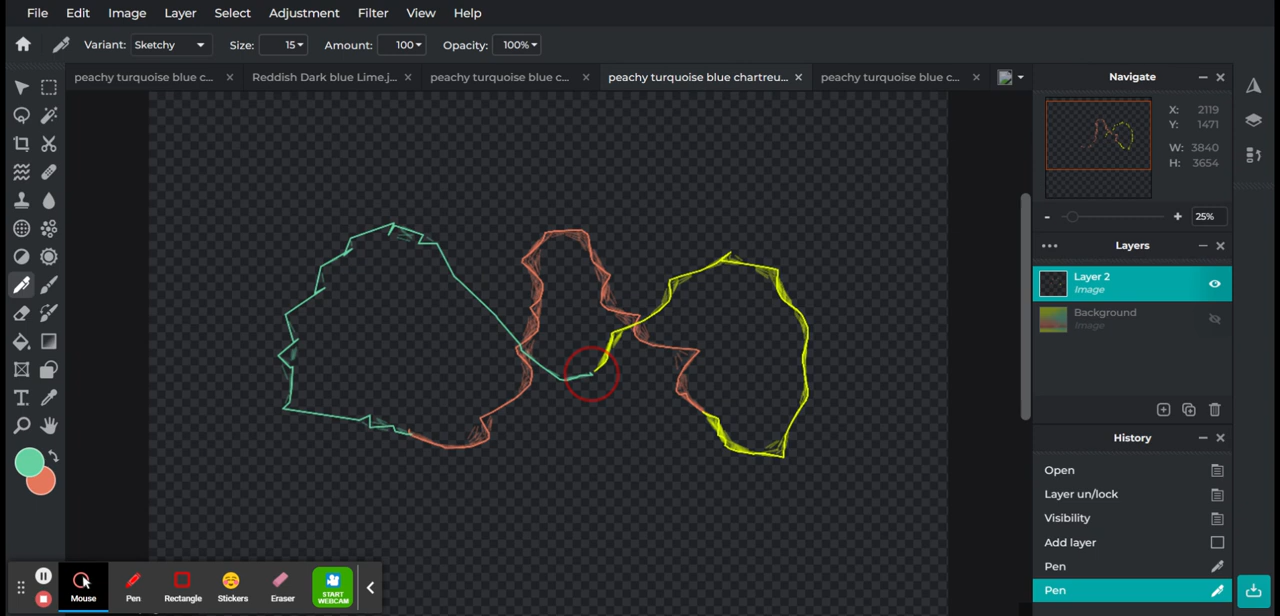 File Edit Image Layer Select Adjustment Filter View Help
Variant: Sketchy Size: 15 Amount: 100 Opacity: 100%
peachy turquoise blue c... Reddish Dark blue Lime.j... peachy turquoise blue c... peachy turquoise blue chartreu... peachy turquoise blue c...
Navigate
X: 2119
Y: 1471
W: 3840
H: 3654
25%
Layers
Layer 2
Image
Background
Image
History
Open
Layer un/lock
Visibility
Add layer
Pen
Pen
Mouse Pen Rectangle Stickers Eraser START
WEBCAM